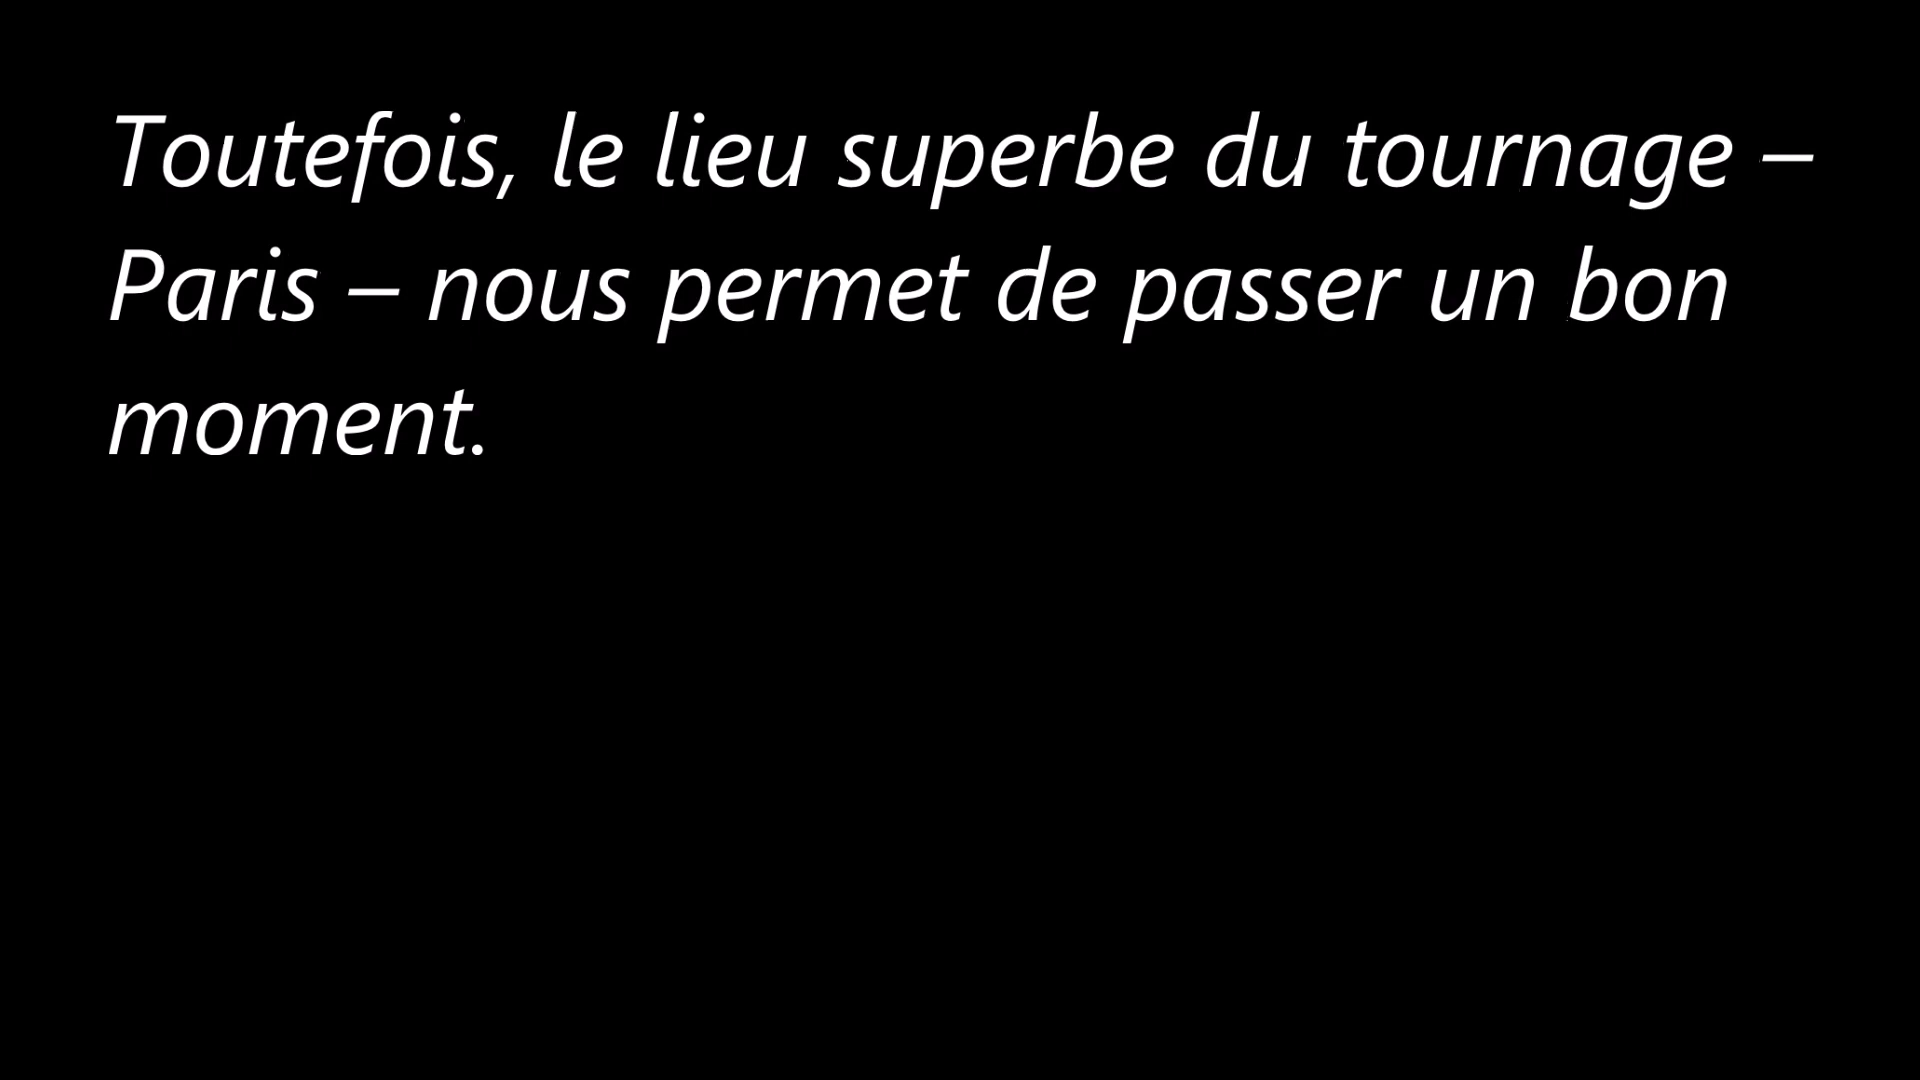 Toutefois, le lieu superbe du tournage –
Paris – nous permet de passer un bon
moment.